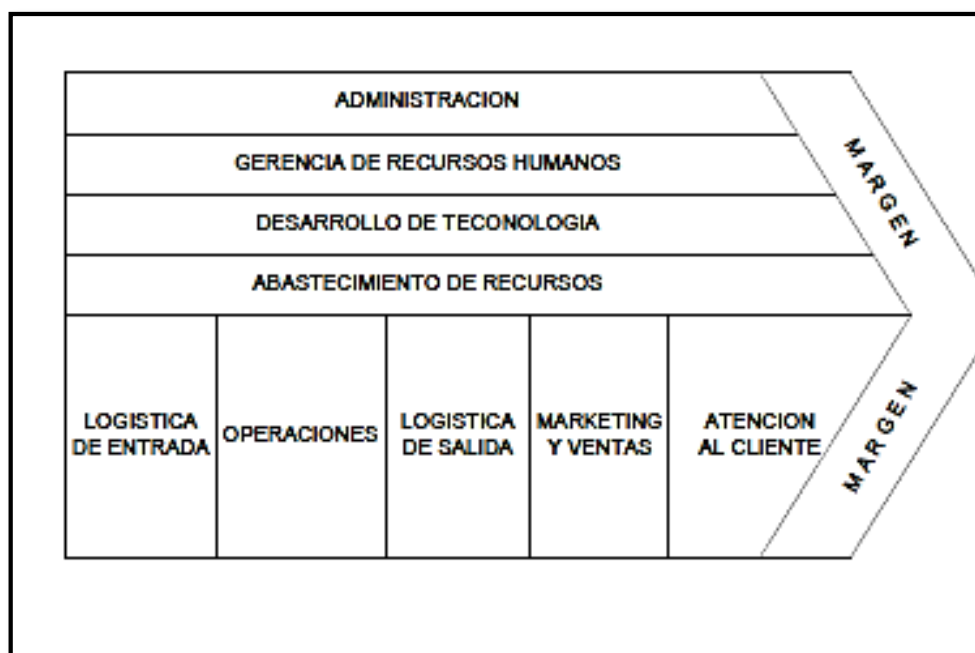 ADMINISTRACION
GERENCIA DE RECURSOS HUMANOS
DESARROLLO DE TECONOLOGIA
ABASTECIMIENTO DE RECURSOS
MARGEN
LOGISTICA
DE ENTRADA
OPERACIONES
LOGISTICA
DE SALIDA
MARKETING
Y VENTAS
ATENCION
AL CLIENTE
MARGEN